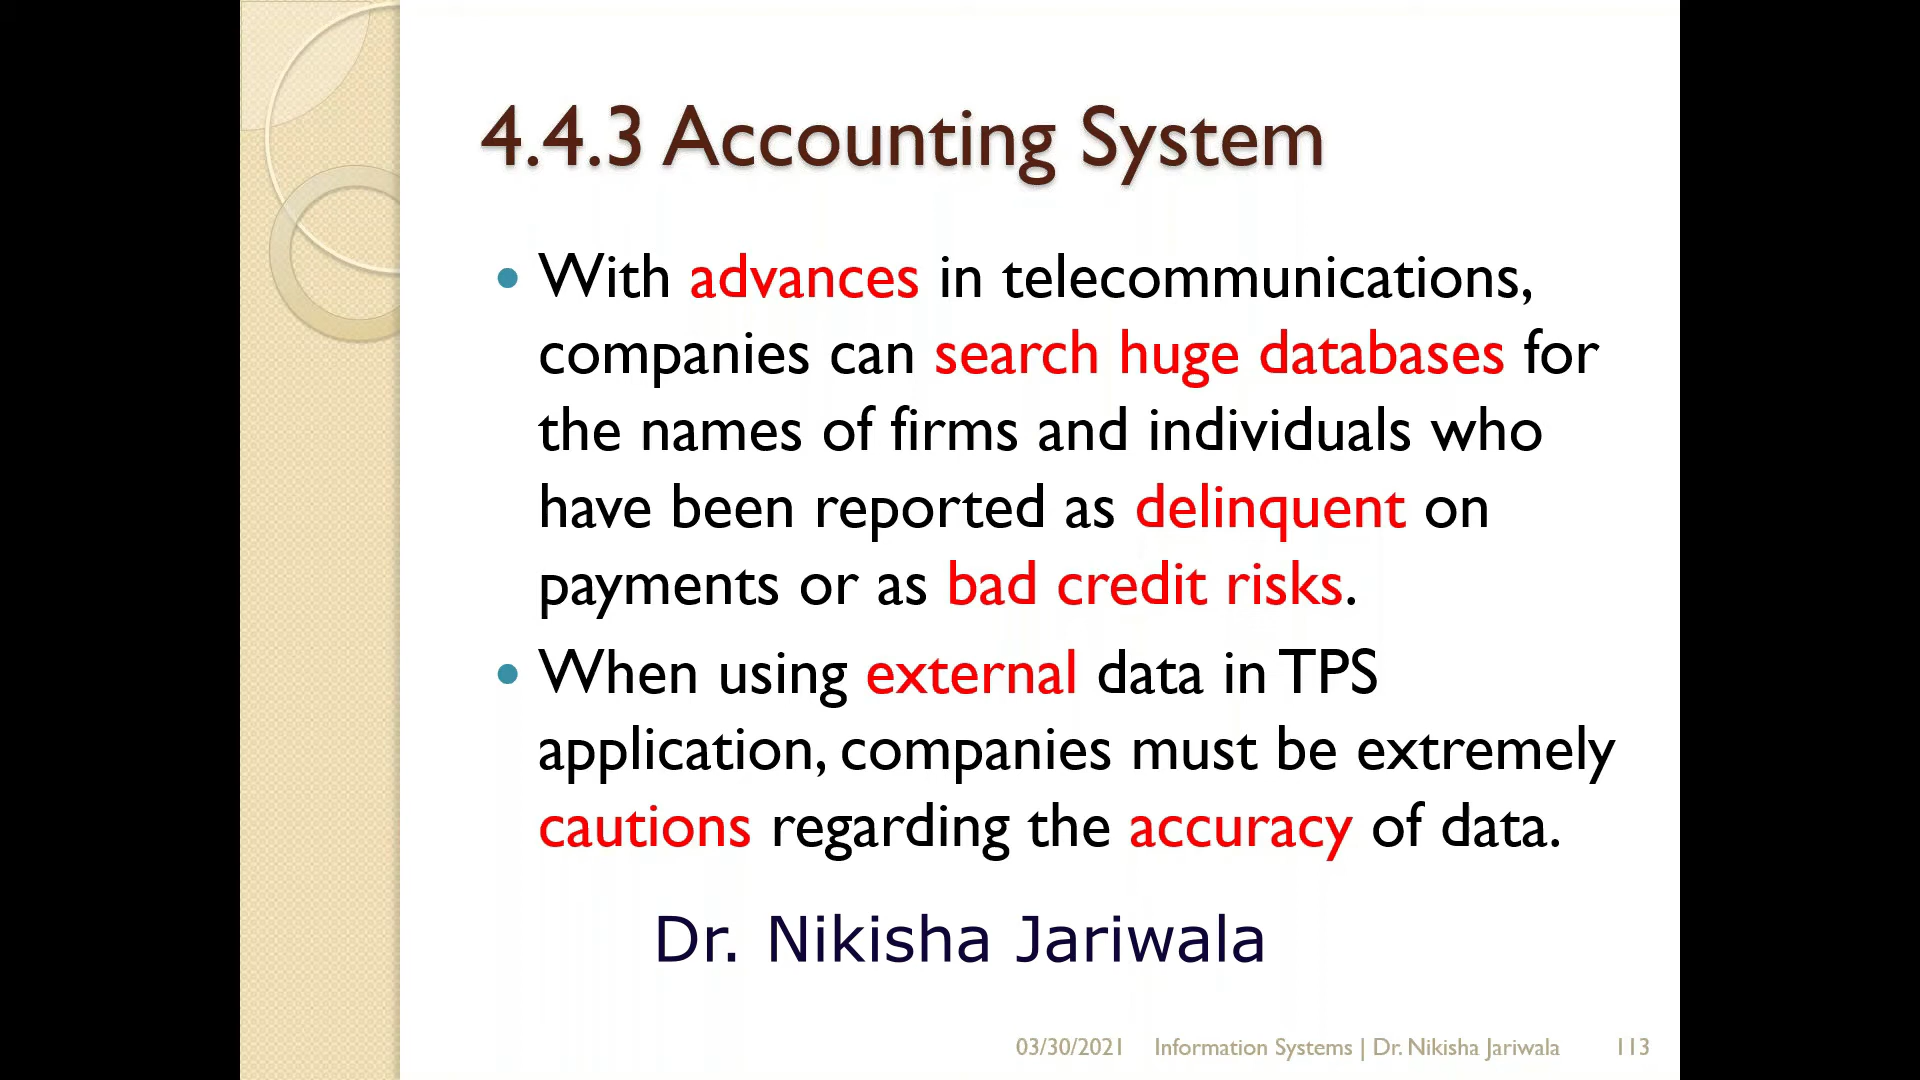 4.4.3 Accounting System
• With advances in telecommunications,
companies can search huge databases for
the names of firms and individuals who
have been reported as delinquent on
payments or as bad credit risks.
• When using external data in TPS
application, companies must be extremely
cautions regarding the accuracy of data.
Dr. Nikisha Jariwala
03/30/2021 Information Systems | Dr. Nikisha Jariwala 113